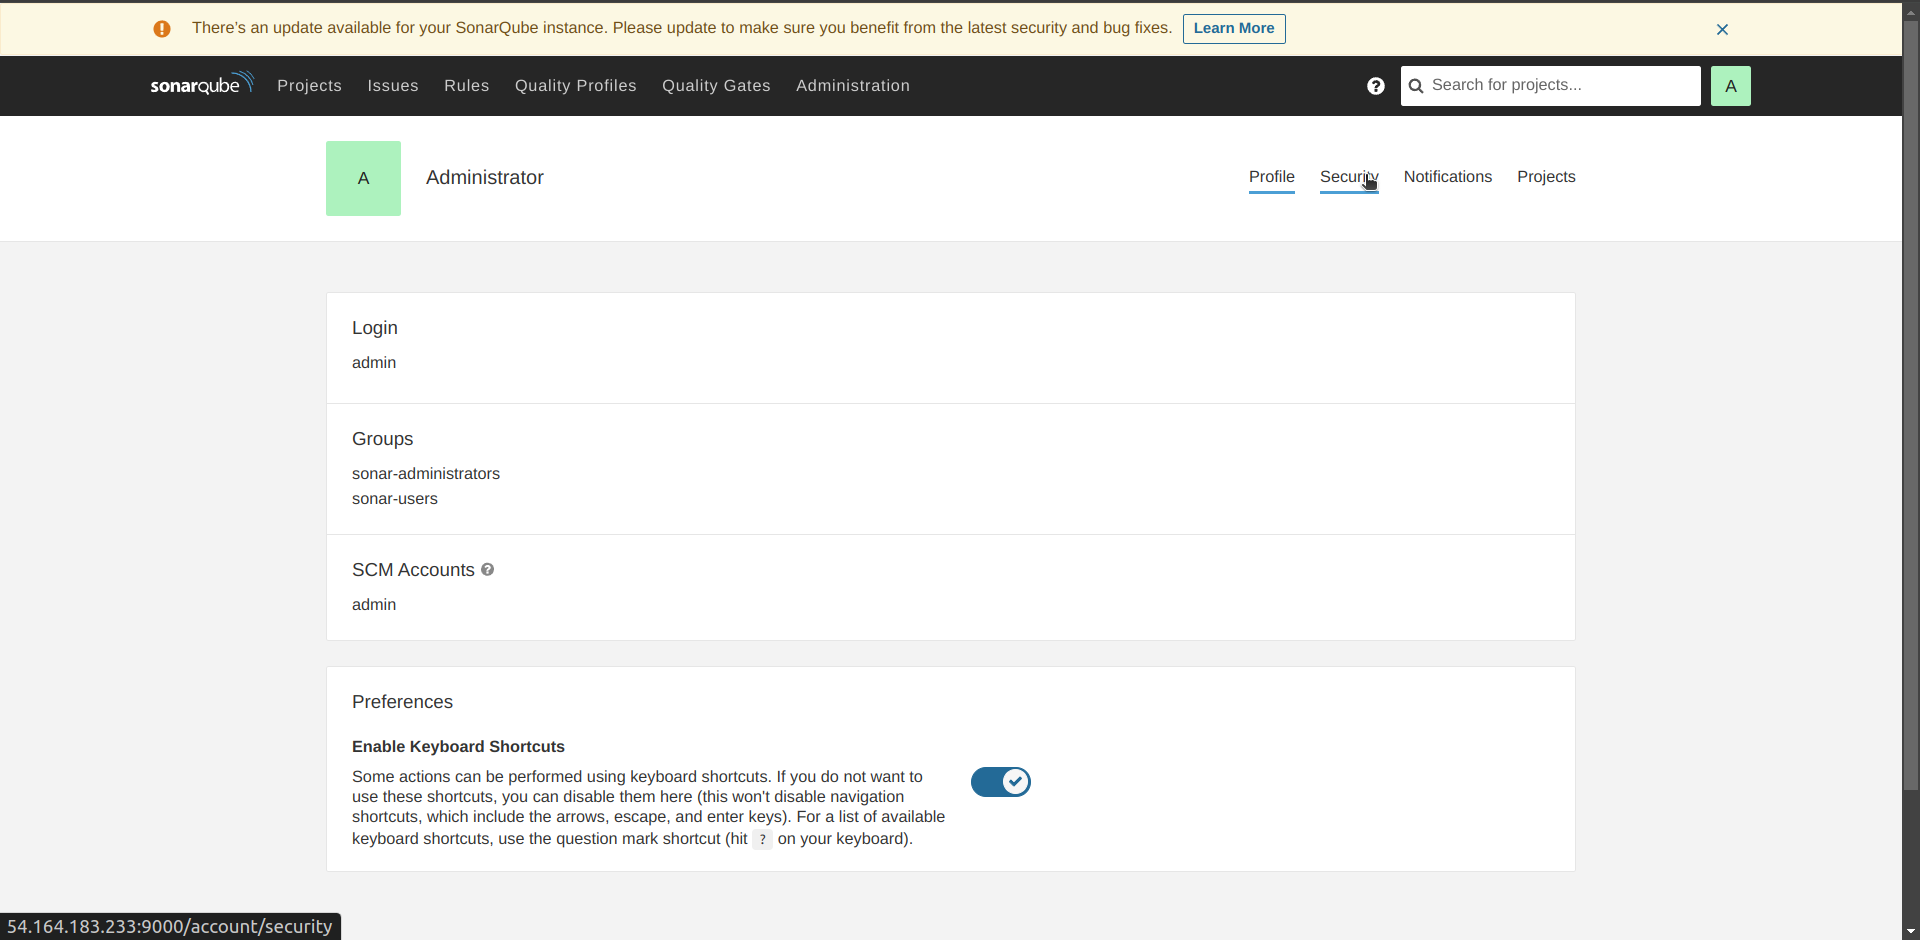 There's an update available for your SonarQube instance. Please update to make sure you benefit from the latest security and bug fixes. Learn More
sonarqube Projects Issues Rules Quality Profiles Quality Gates Administration Search for projects... A
A Administrator Profile Security Notifications Projects
Login
admin
Groups
sonar-administrators
sonar-users
SCM Accounts
admin
Preferences
Enable Keyboard Shortcuts
Some actions can be performed using keyboard shortcuts. If you do not want to
use these shortcuts, you can disable them here (this won't disable navigation
shortcuts, which include the arrows, escape, and enter keys). For a list of available
keyboard shortcuts, use the question mark shortcut (hit ? on your keyboard).
54.164.183.233:9000/account/security